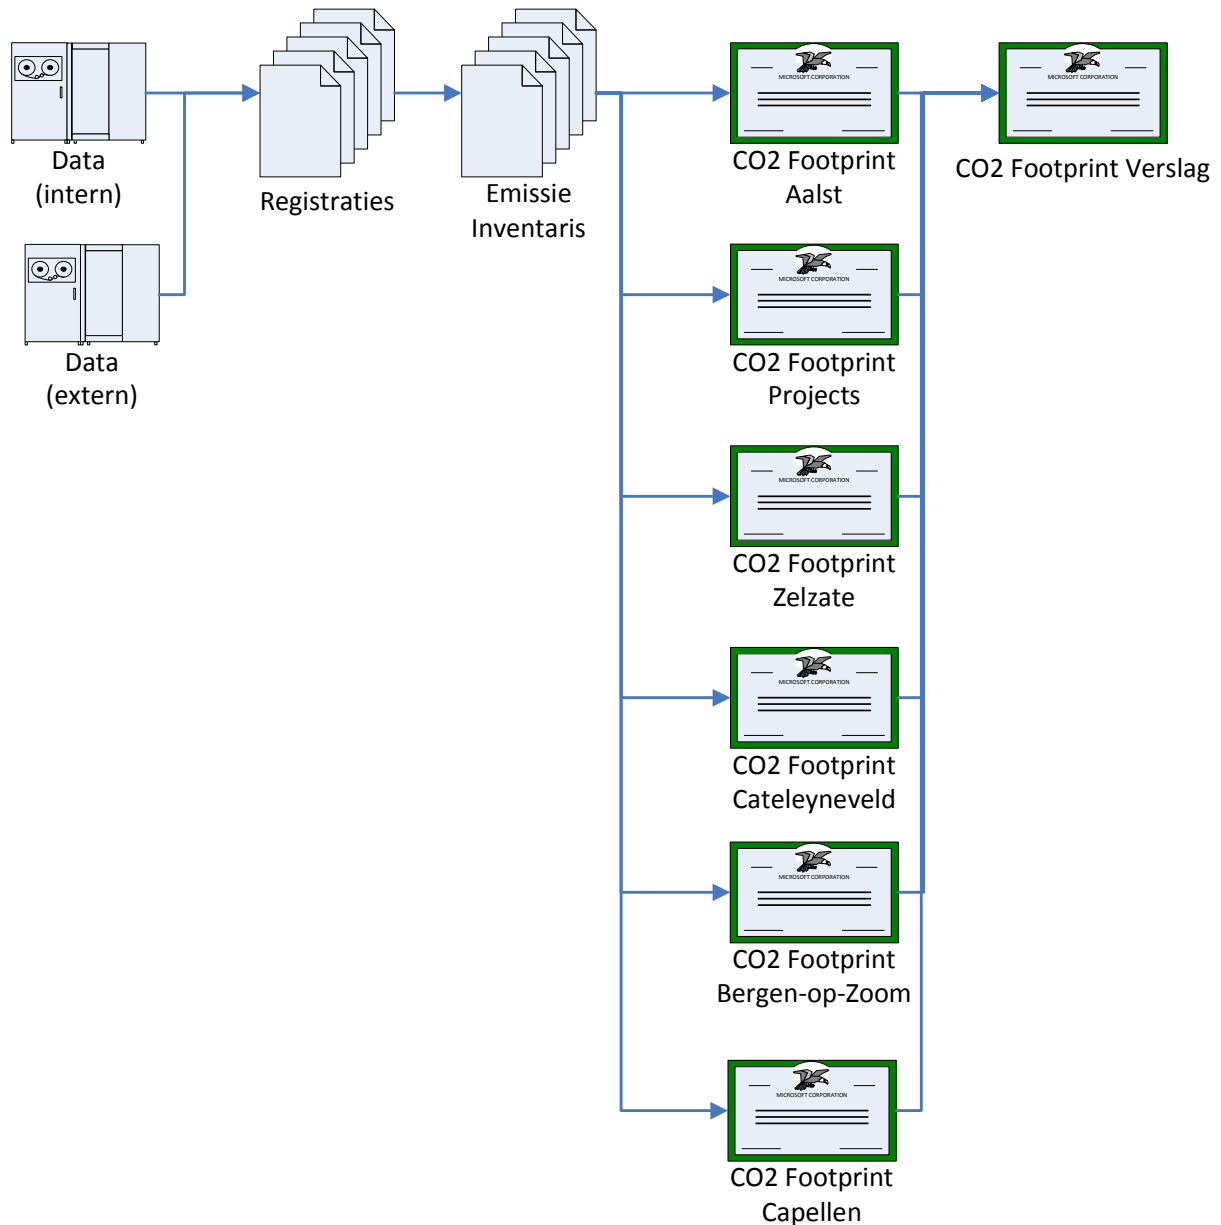 Data
(intern)
Data
(extern)
Registraties
Emissie
Inventaris
MICROSOFT CORPORATION
CO2 Footprint
Aalst
MICROSOFT CORPORATION
CO2 Footprint Verslag
MICROSOFT CORPORATION
CO2 Footprint
Projects
MICROSOFT CORPORATION
CO2 Footprint
Zelzate
MICROSOFT CORPORATION
CO2 Footprint
Cateleyneveld
MICROSOFT CORPORATION
CO2 Footprint
Bergen-op-Zoom
MICROSOFT CORPORATION
CO2 Footprint
Capellen